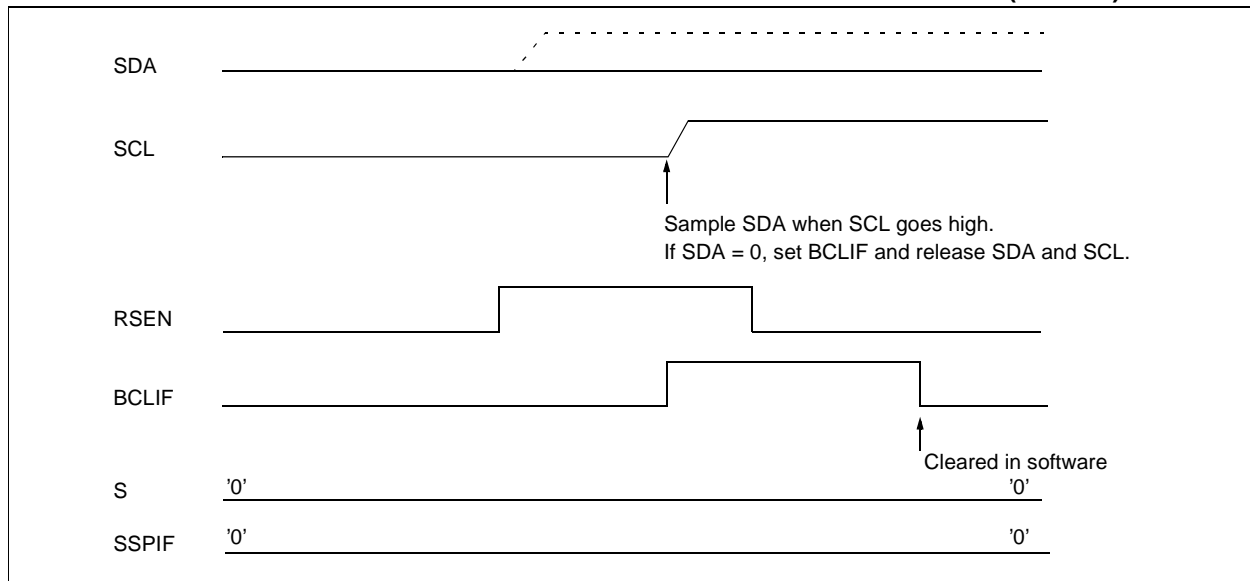 SDA
SCL
Sample SDA when SCL goes high.
If SDA = 0, set BCLIF and release SDA and SCL.
RSEN
BCLIF
Cleared in software
S
'0'
'0'
SSPIF
'0'
'0'